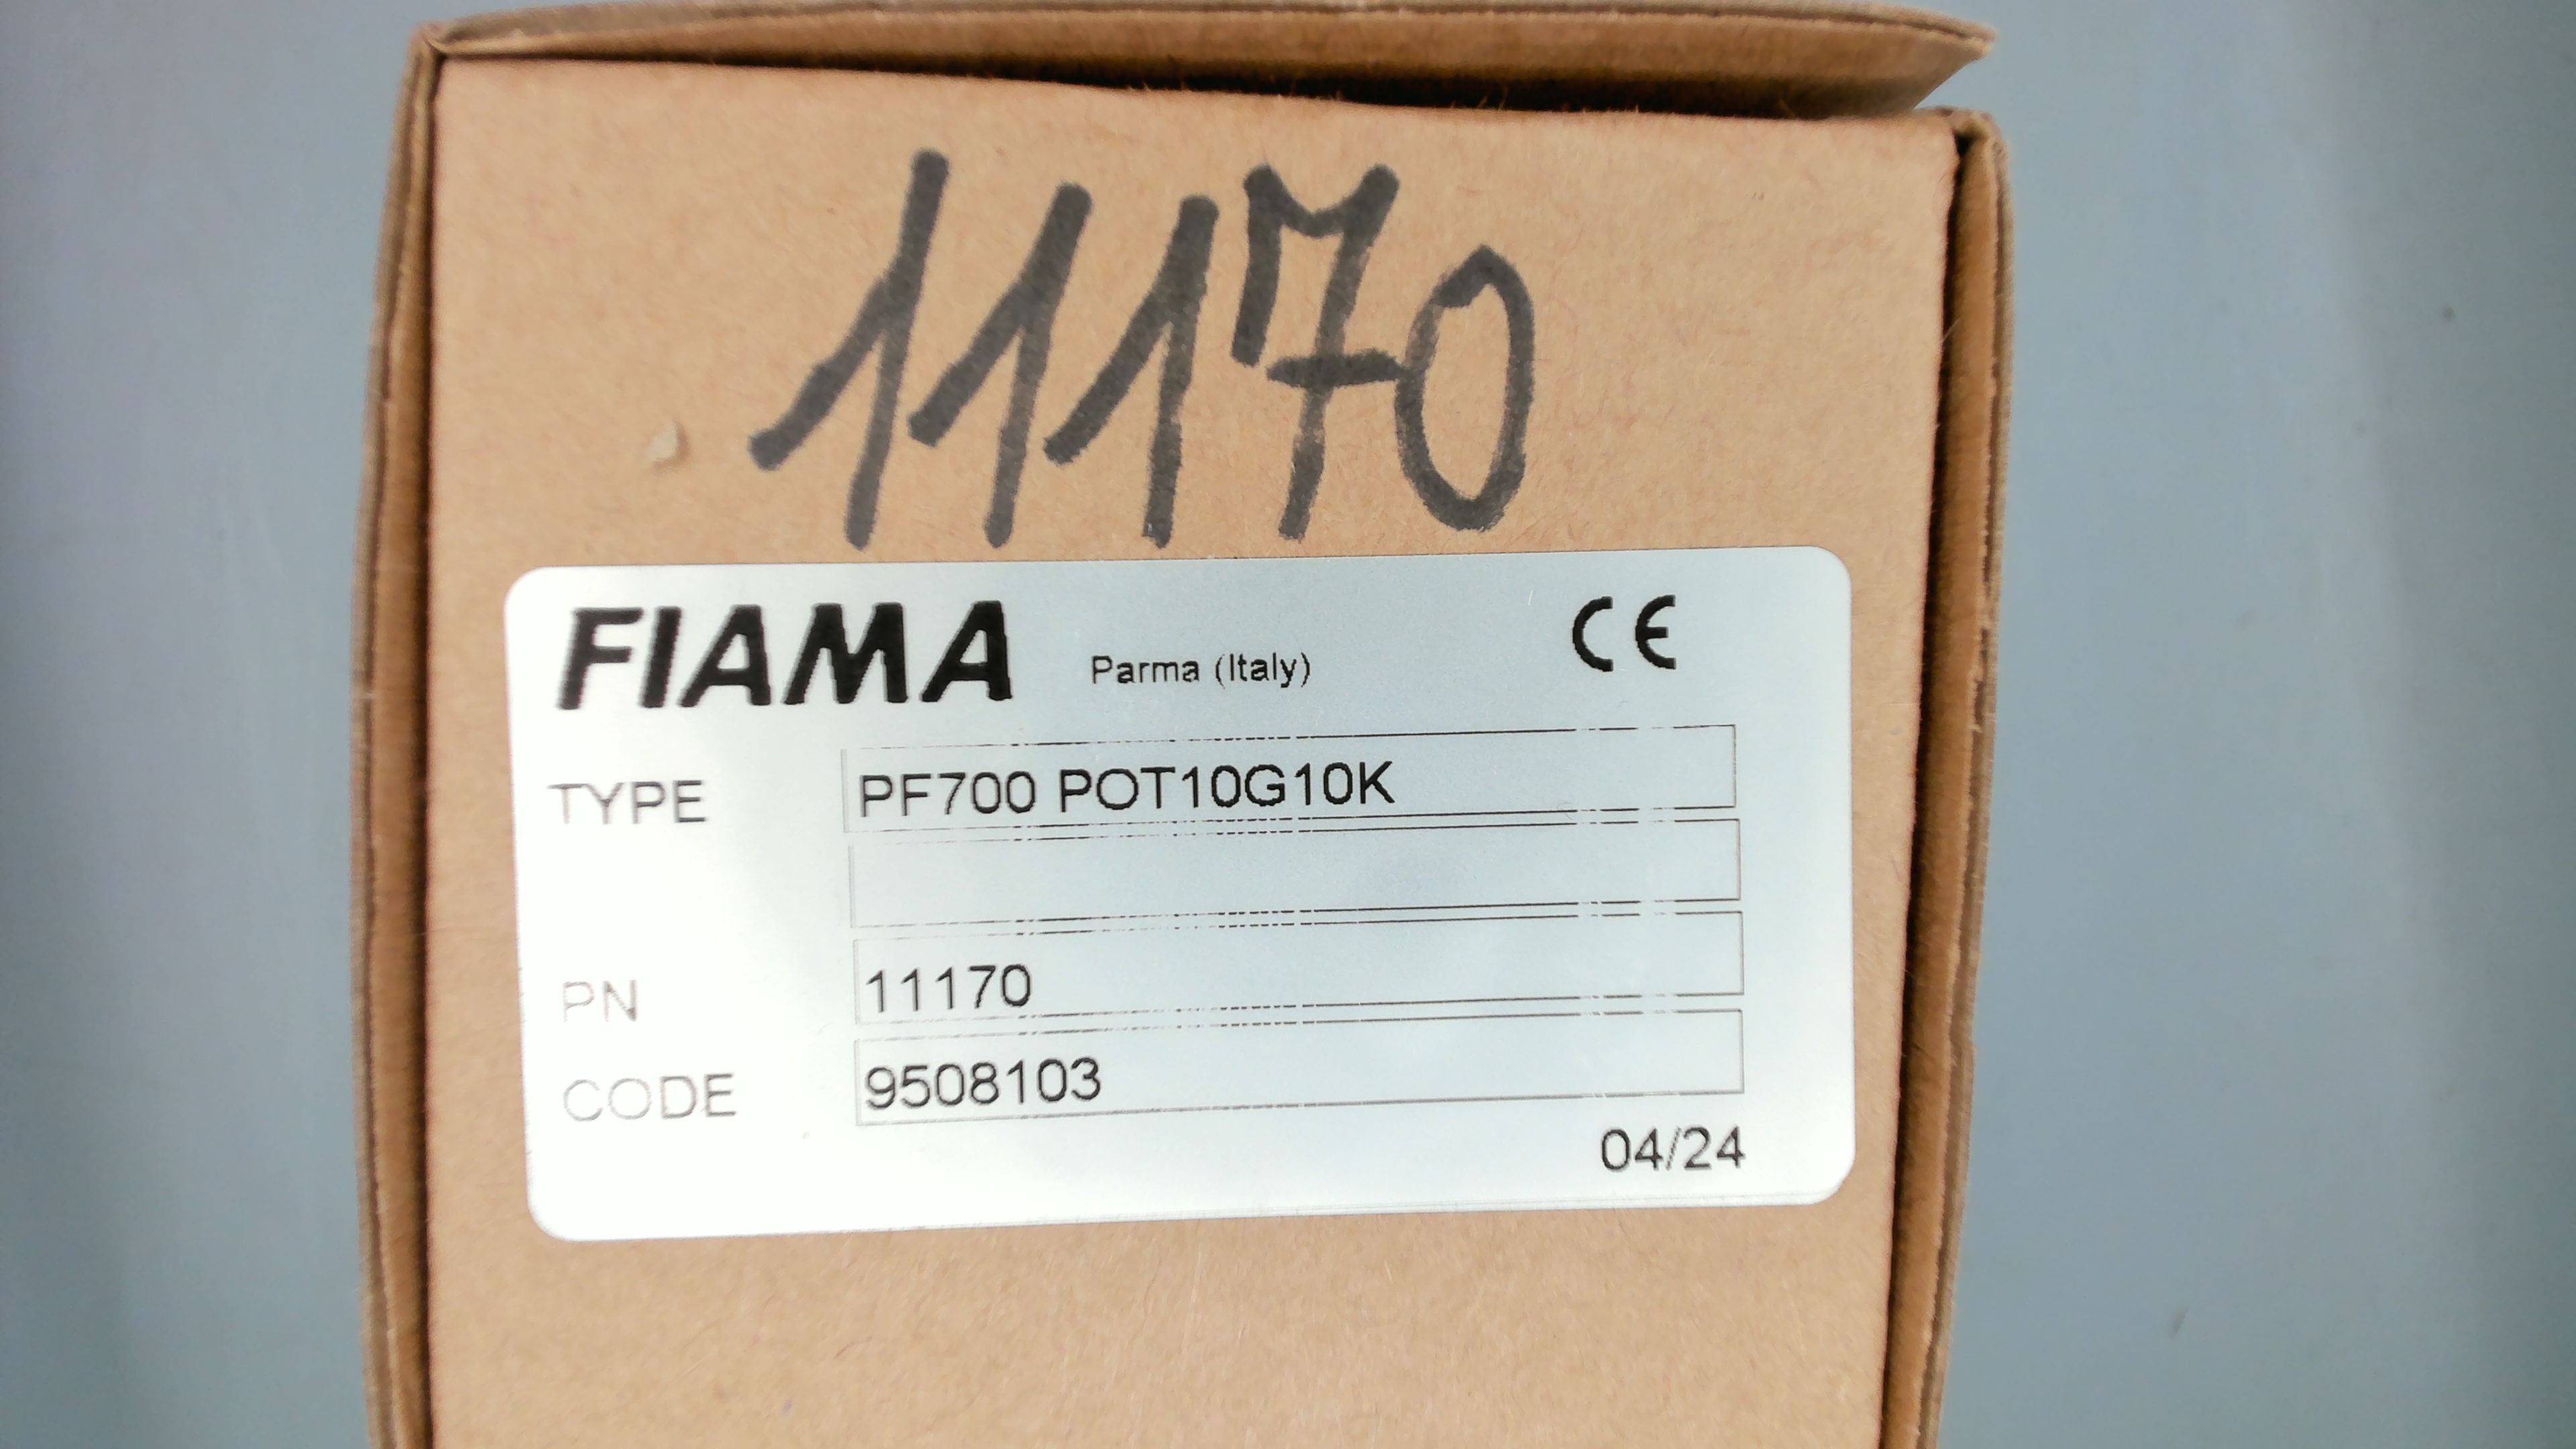 11170
FIAMA Parma (Italy) CE
TYPE PF700 POT10G10K
PN 11170
CODE 9508103
04/24